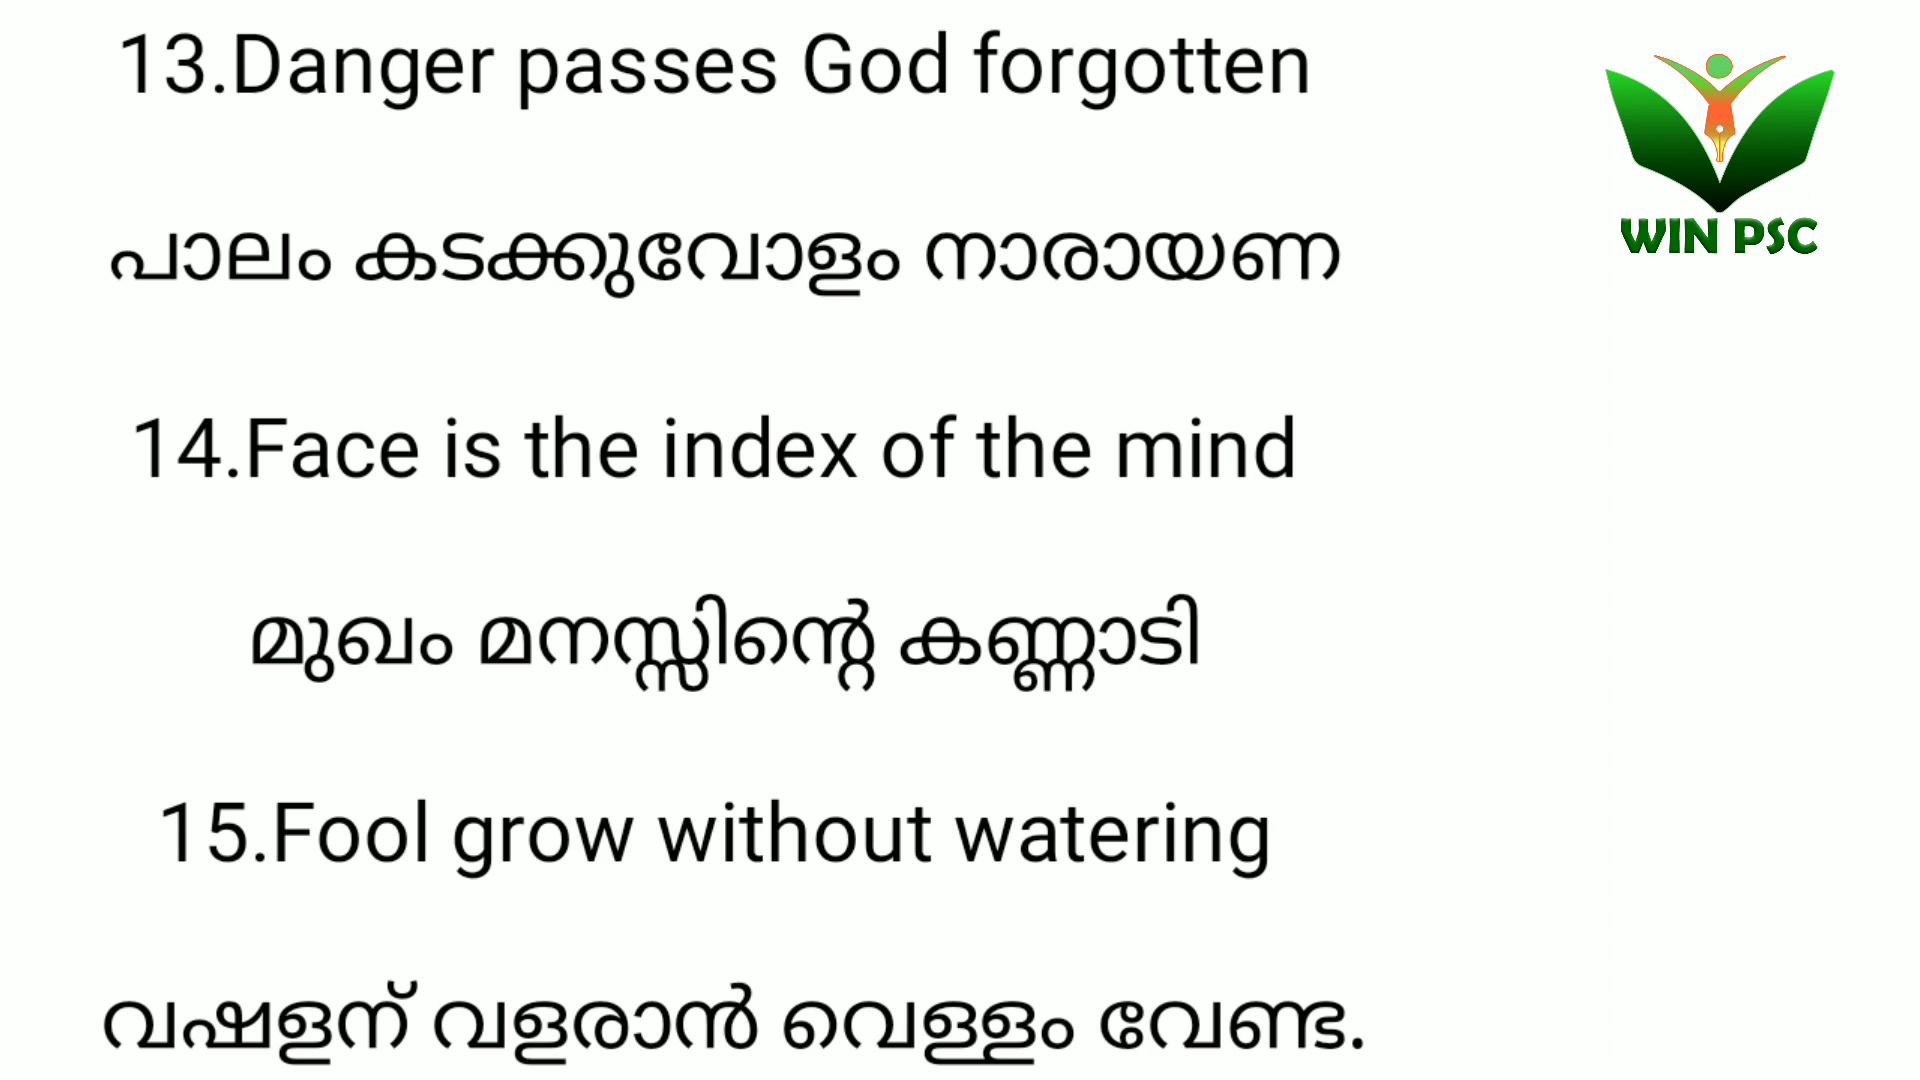 13.Danger passes God forgotten
പാലം കടക്കുവോളം നാരായണ
14.Face is the index of the mind
മുഖം മനസ്സിന്റെ കണ്ണാടി
15.Fool grow without watering
വഷളന് വളരാൻ വെള്ളം വേണ്ട.
WIN PSC